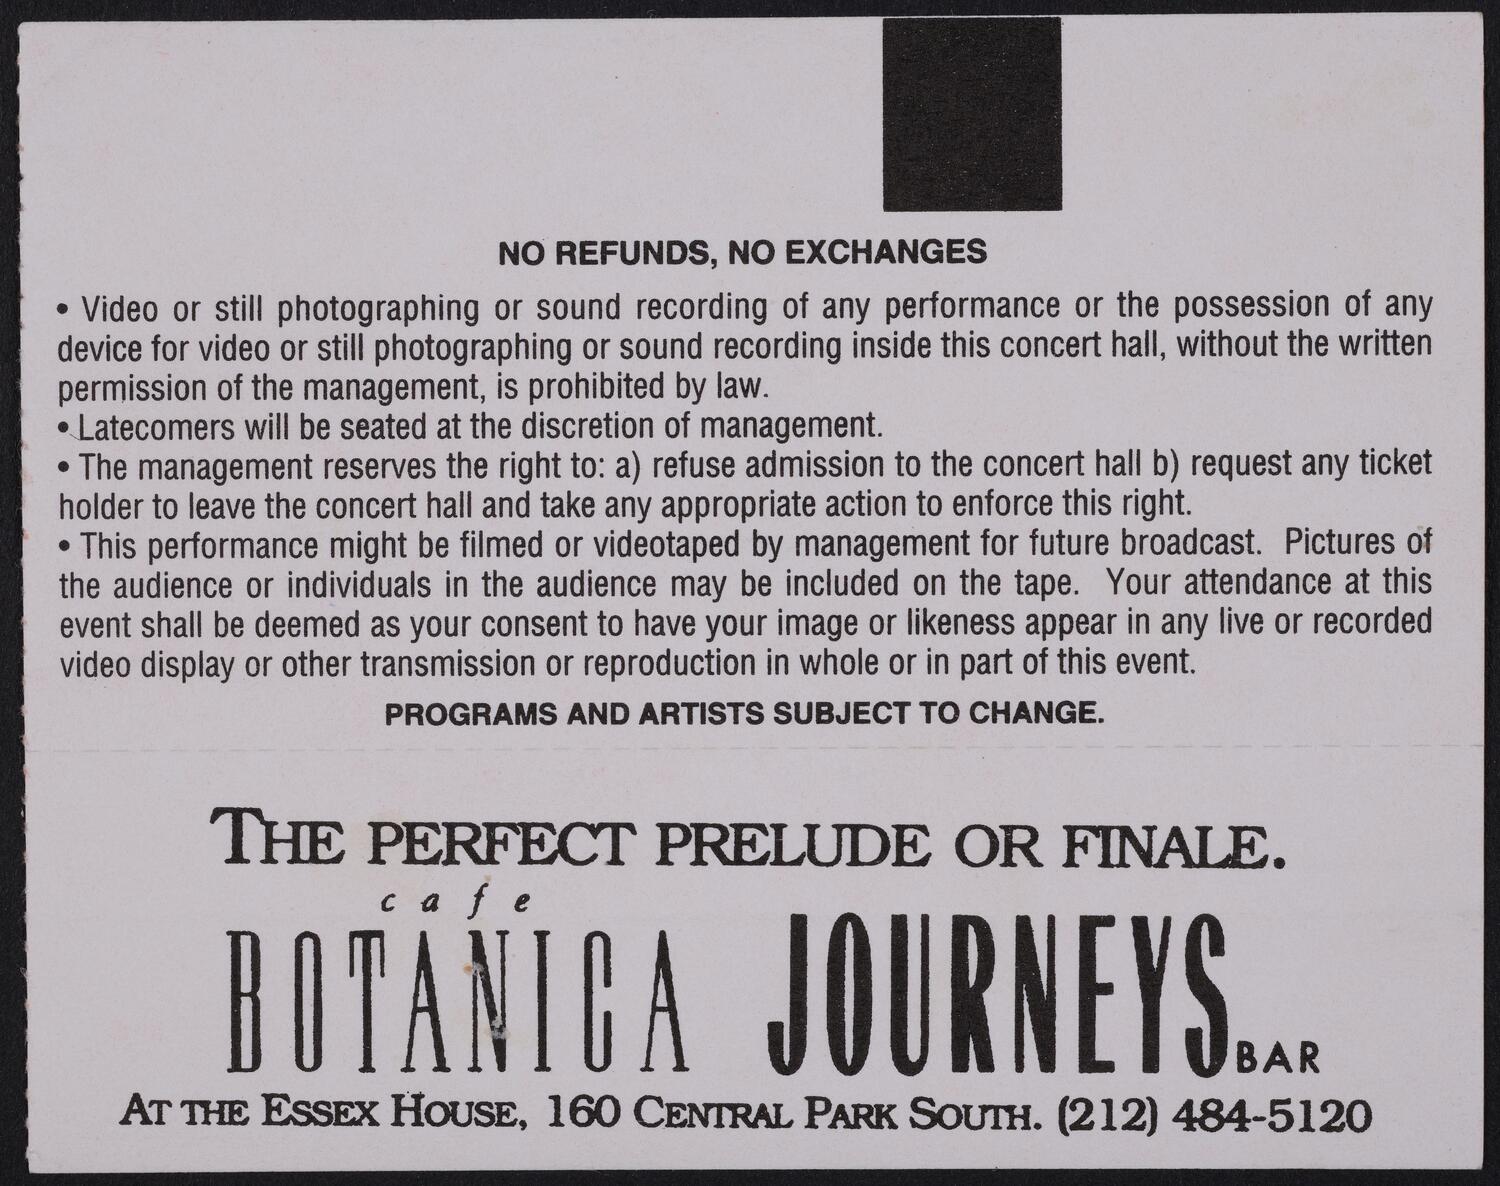 NO REFUNDS, NO EXCHANGES
• Video or still photographing or sound recording of any performance or the possession of any
device for video or still photographing or sound recording inside this concert hall, without the written
permission of the management, is prohibited by law.
• Latecomers will be seated at the discretion of management.
• The management reserves the right to: a) refuse admission to the concert hall b) request any ticket
holder to leave the concert hall and take any appropriate action to enforce this right.
• This performance might be filmed or videotaped by management for future broadcast. Pictures of
the audience or individuals in the audience may be included on the tape. Your attendance at this
event shall be deemed as your consent to have your image or likeness appear in any live or recorded
video display or other transmission or reproduction in whole or in part of this event.
PROGRAMS AND ARTISTS SUBJECT TO CHANGE.
THE PERFECT PRELUDE OR FINALE.
cafe
BOTANICA JOURNEYS BAR
AT THE ESSEX HOUSE, 160 CENTRAL PARK SOUTH. (212) 484-5120